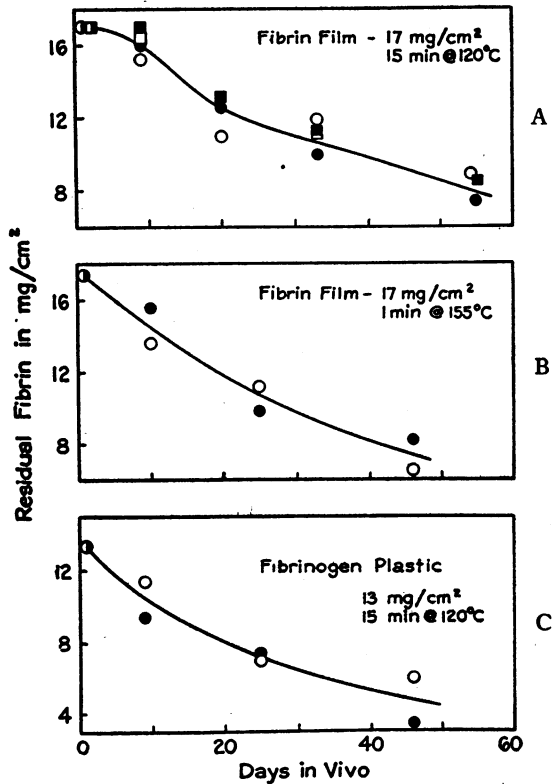 Residual Fibrin in mg/cm²
16
12
8
Fibrin Film - 17 mg/cm²
15 min @ 120°C
A
16
12
8
Fibrin Film - 17 mg/cm²
1 min @ 155°C
B
12
8
4
Fibrinogen Plastic
13 mg/cm²
15 min @ 120°C
C
0 20 40 60
Days in Vivo